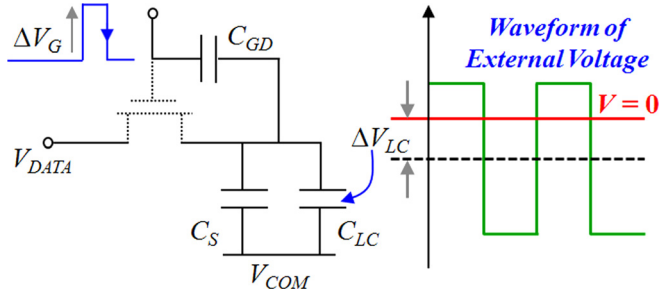 ΔV_G
C_GD
Waveform of
External Voltage
V = 0
V_DATA
ΔV_LC
C_S
C_LC
V_COM